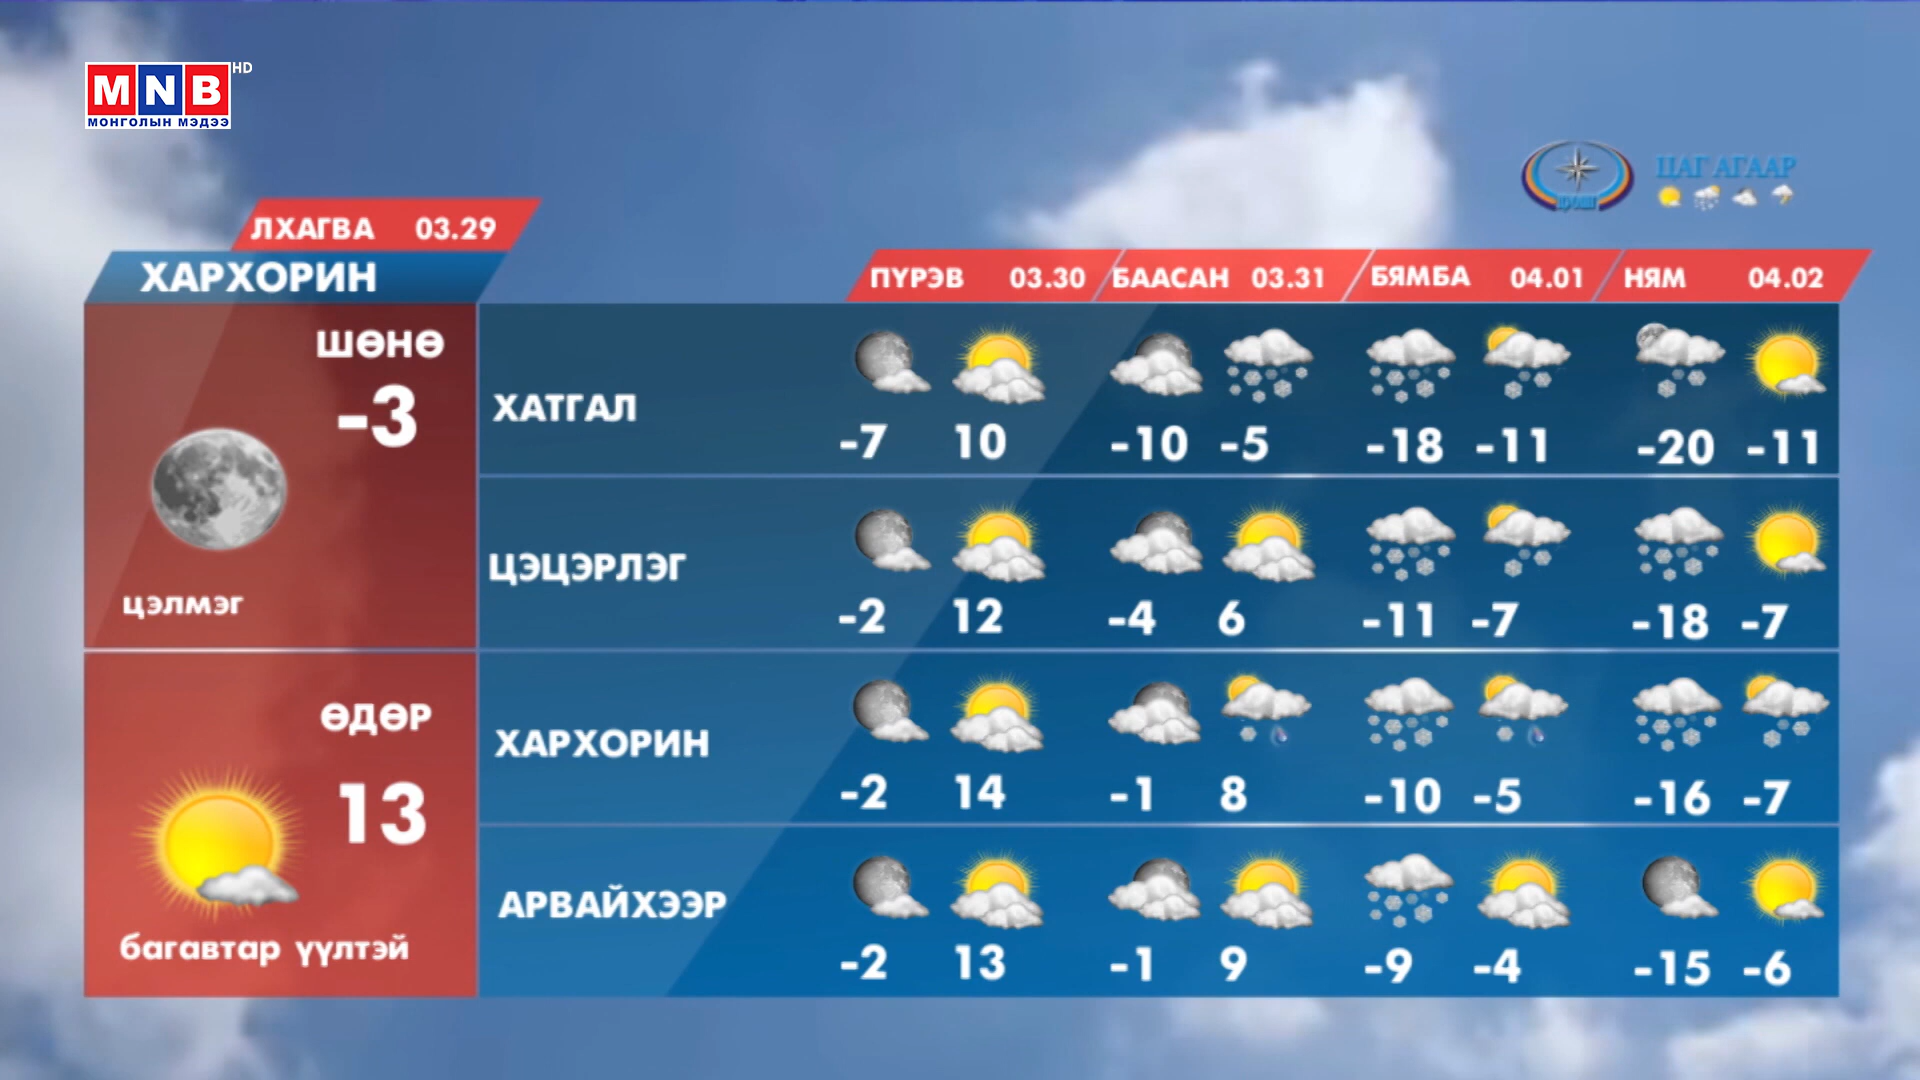 MNB HD
МОНГОЛЫН МЭДЭЭ
ЦАГ АГААР
ЛХАГВА 03.29
ХАРХОРИН
ПҮРЭВ 03.30 БААСАН 03.31 БЯМБА 04.01 НЯМ 04.02
ШӨНӨ
-3
цэлмэг
ӨДӨР
13
багавтар үүлтэй
ХАТГАЛ
-7 10 -10 -5 -18 -11 -20 -11
ЦЭЦЭРЛЭГ
-2 12 -4 6 -11 -7 -18 -7
ХАРХОРИН
-2 14 -1 8 -10 -5 -16 -7
АРВАЙХЭЭР
-2 13 -1 9 -9 -4 -15 -6